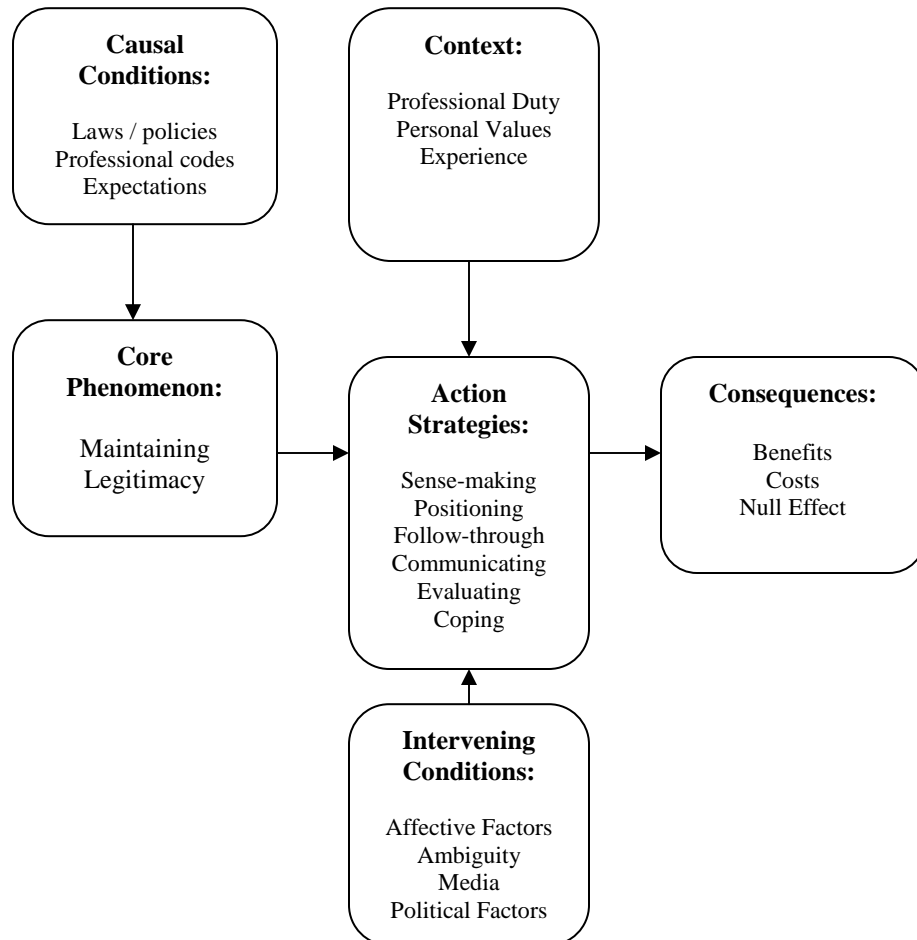 Causal
Conditions:
Laws / policies
Professional codes
Expectations
Context:
Professional Duty
Personal Values
Experience
Core
Phenomenon:
Maintaining
Legitimacy
Action
Strategies:
Sense-making
Positioning
Follow-through
Communicating
Evaluating
Coping
Consequences:
Benefits
Costs
Null Effect
Intervening
Conditions:
Affective Factors
Ambiguity
Media
Political Factors